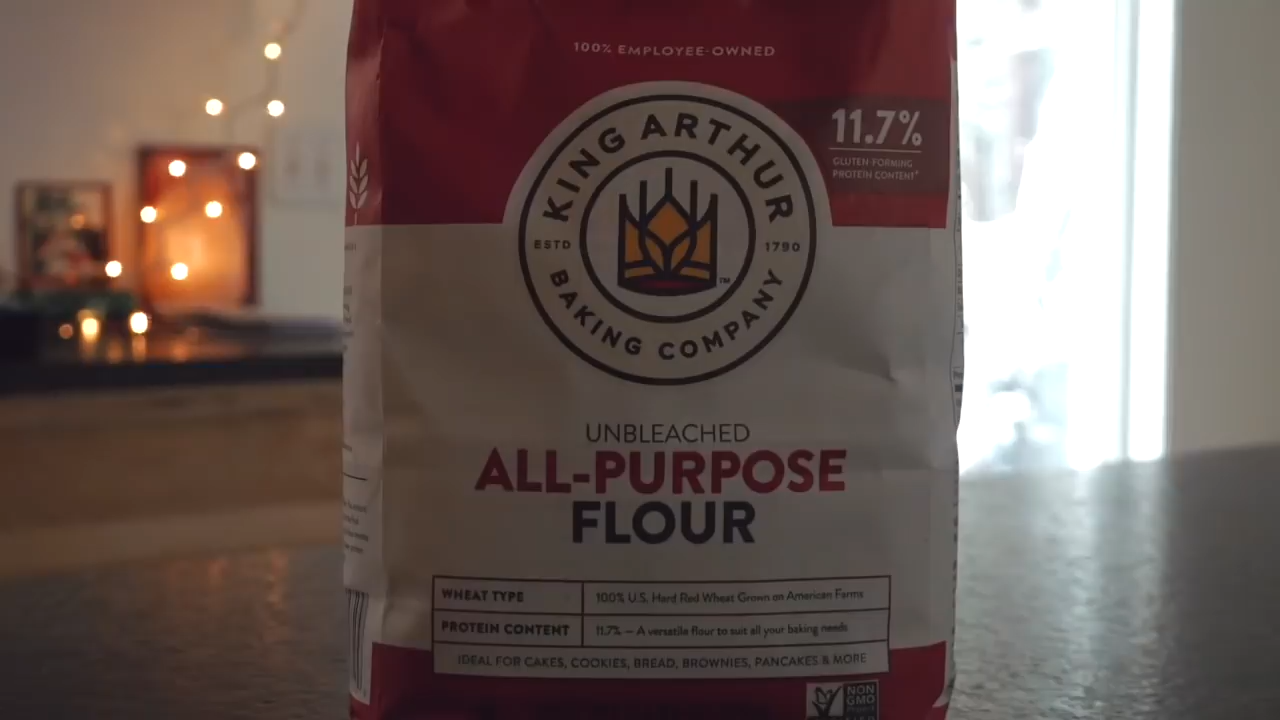 100% EMPLOYEE-OWNED
KING ARTHUR
ESTD 1790
BAKING COMPANY
™
11.7%
GLUTEN-FORMING
PROTEIN CONTENT*
UNBLEACHED
ALL-PURPOSE
FLOUR
WHEAT TYPE 100% U.S. Hard Red Wheat Grown on American Farms
PROTEIN CONTENT 11.7% — A versatile flour to suit all your baking needs
IDEAL FOR CAKES, COOKIES, BREAD, BROWNIES, PANCAKES & MORE
NON
GMO
Project